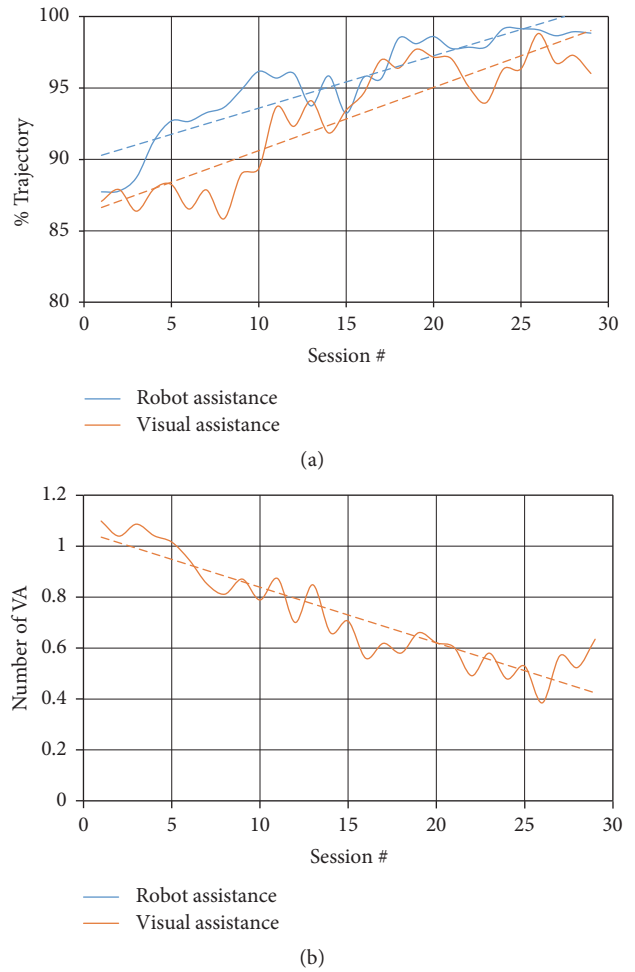 100
95
90
85
80
% Trajectory
0 5 10 15 20 25 30
Session #
Robot assistance
Visual assistance
(a)
1.2
1
0.8
0.6
0.4
0.2
0
Number of VA
0 5 10 15 20 25 30
Session #
Robot assistance
Visual assistance
(b)